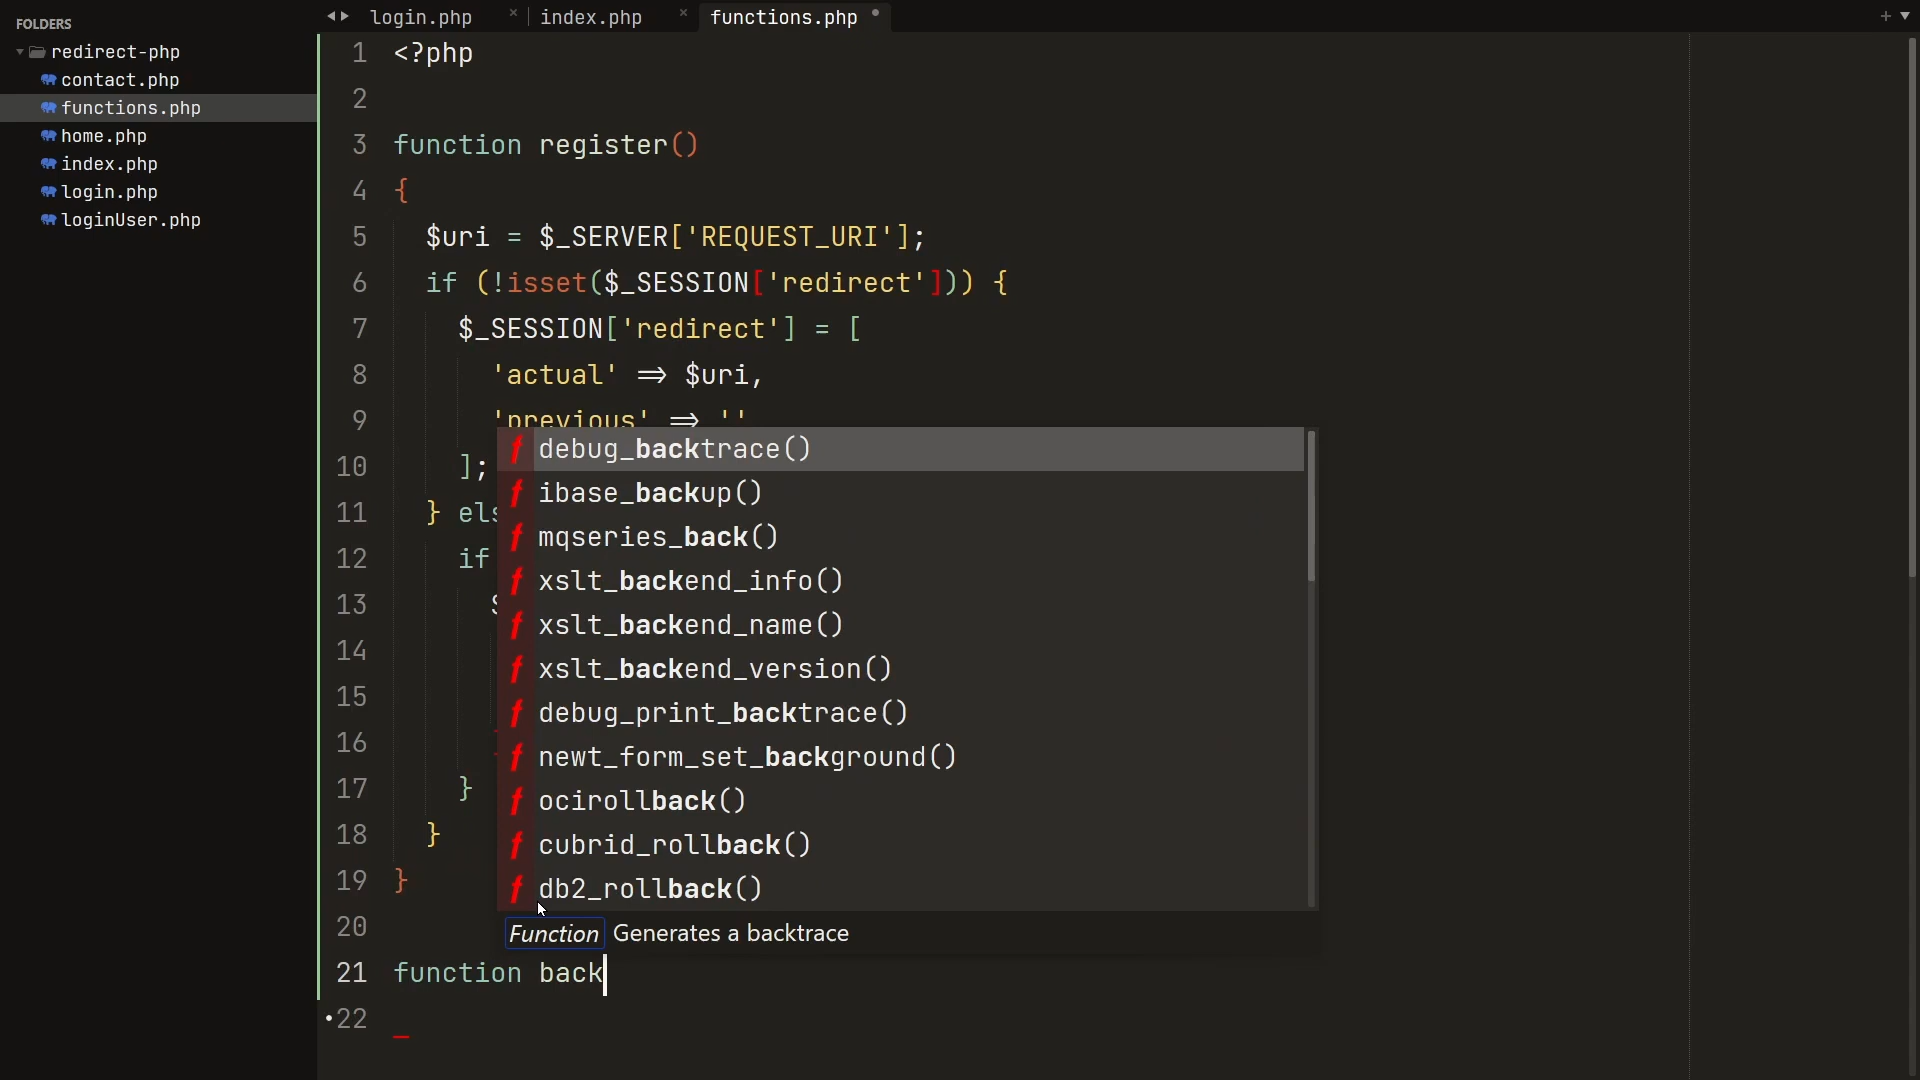 FOLDERS
redirect-php
contact.php
functions.php
home.php
index.php
login.php
loginUser.php
login.php × index.php × functions.php
1 <?php
2
3 function register()
4 {
5 $uri = $_SERVER['REQUEST_URI'];
6 if (!isset($_SESSION['redirect'])) {
7 $_SESSION['redirect'] = [
8 'actual' => $uri,
9 'previous' => ''
10 ];
11 } els
12 if
13 $
14
15
16
17 }
18 }
19 }
20
21 function back
22
f debug_backtrace()
f ibase_backup()
f mqseries_back()
f xslt_backend_info()
f xslt_backend_name()
f xslt_backend_version()
f debug_print_backtrace()
f newt_form_set_background()
f ocirollback()
f cubrid_rollback()
f db2_rollback()
Function Generates a backtrace